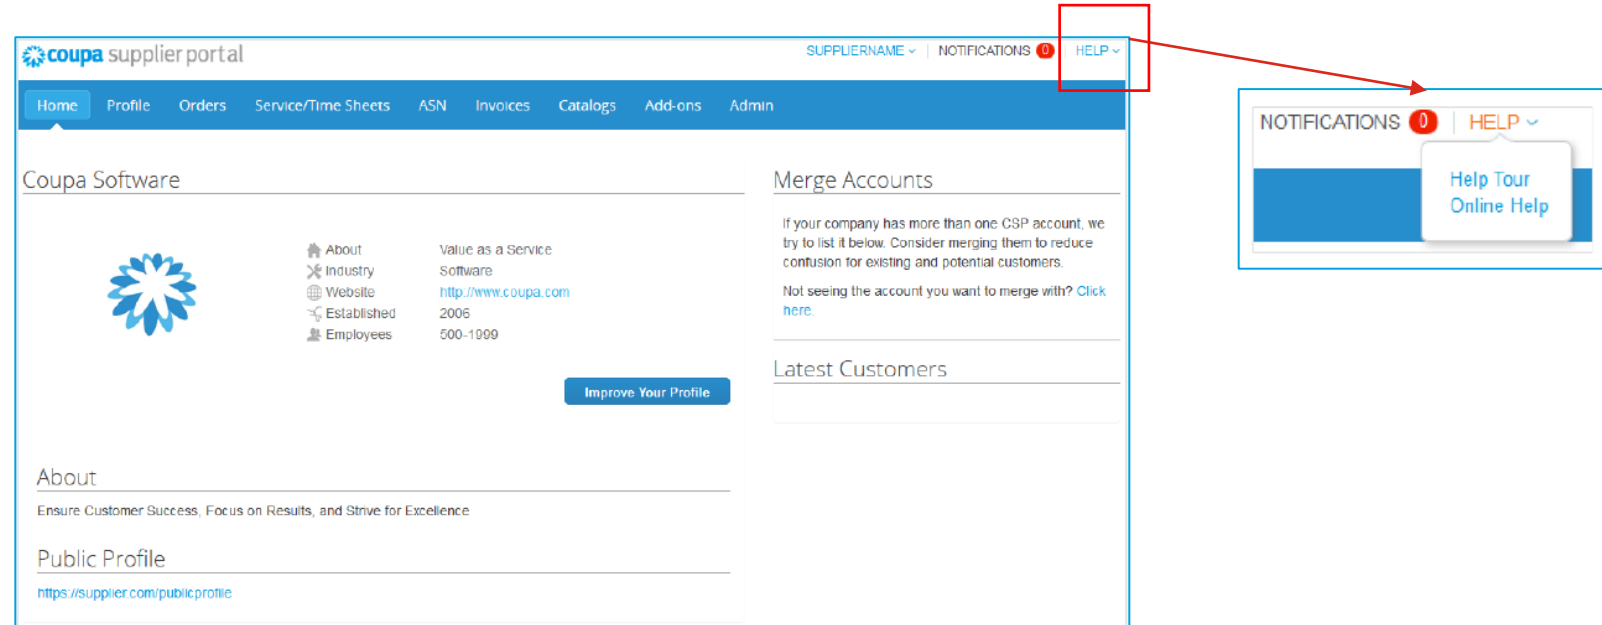 coupa supplier portal
SUPPLIERNAME NOTIFICATIONS 0 HELP
Home Profile Orders Service/Time Sheets ASN Invoices Catalogs Add-ons Admin
Coupa Software
About Value as a Service
Industry Software
Website http://www.coupa.com
Established 2006
Employees 500-1999
Improve Your Profile
About
Ensure Customer Success, Focus on Results, and Strive for Excellence
Public Profile
https://supplier.com/publicprofile
Merge Accounts
If your company has more than one CSP account, we
try to list it below. Consider merging them to reduce
confusion for existing and potential customers.
Not seeing the account you want to merge with? Click
here.
Latest Customers
NOTIFICATIONS 0 HELP
Help Tour
Online Help